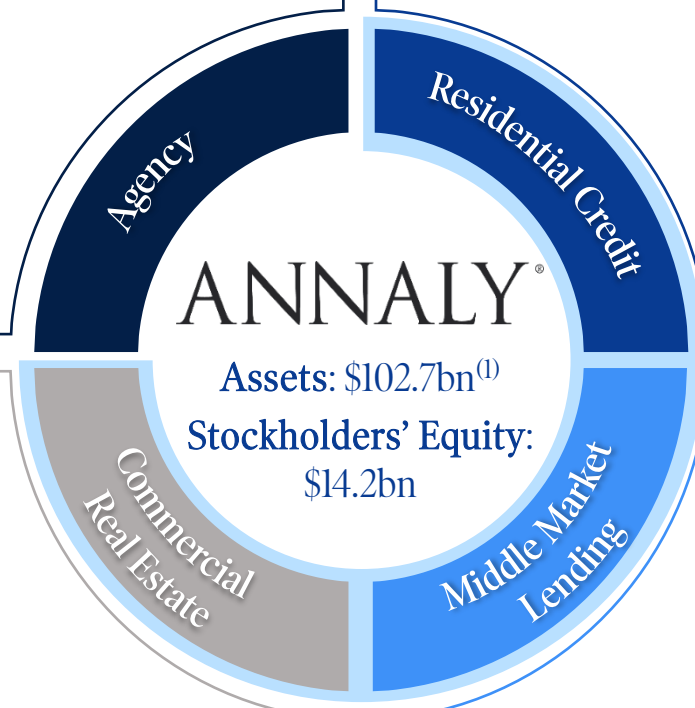 Agency
Residential Credit
ANNALY®
Assets: $102.7bn(1)
Stockholders’ Equity:
$14.2bn
Commercial
Real Estate
Middle Market
Lending